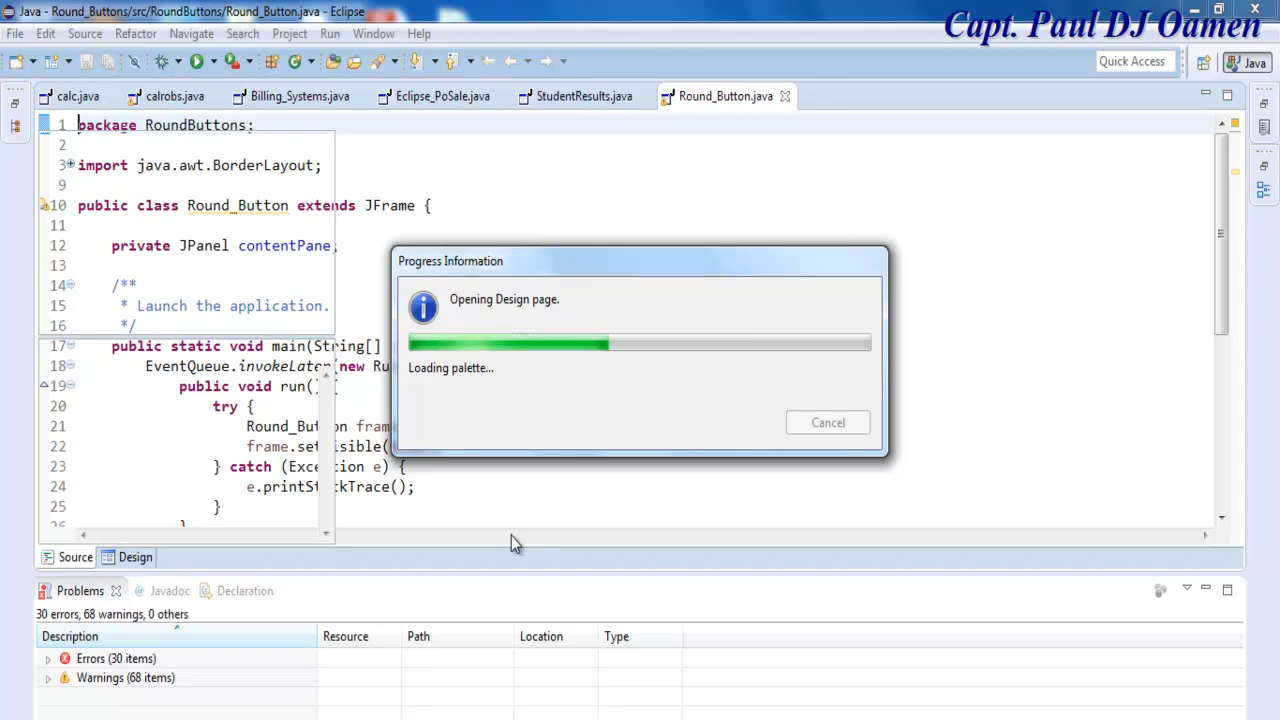 Java - Round_Buttons/src/RoundButtons/Round_Button.java - Eclipse
Capt. Paul DJ Oamen
File Edit Source Refactor Navigate Search Project Run Window Help
Quick Access
Java
calc.java calrobs.java Billing_Systems.java Eclipse_PoSale.java StudentResults.java Round_Button.java
1 package RoundButtons;
2
3 import java.awt.BorderLayout;
9
10 public class Round_Button extends JFrame {
11
12 private JPanel contentPane;
13
14 /**
15 * Launch the application.
16 */
17 public static void main(String[]
18 EventQueue.invokeLater(new Ru
19 public void run() {
20 try {
21 Round_Button fram
22 frame.setVisible(
23 } catch (Exception e) {
24 e.printStackTrace();
25 }
26 }
Progress Information
Opening Design page.
Loading palette...
Cancel
Source Design
Problems Javadoc Declaration
30 errors, 68 warnings, 0 others
Description Resource Path Location Type
Errors (30 items)
Warnings (68 items)